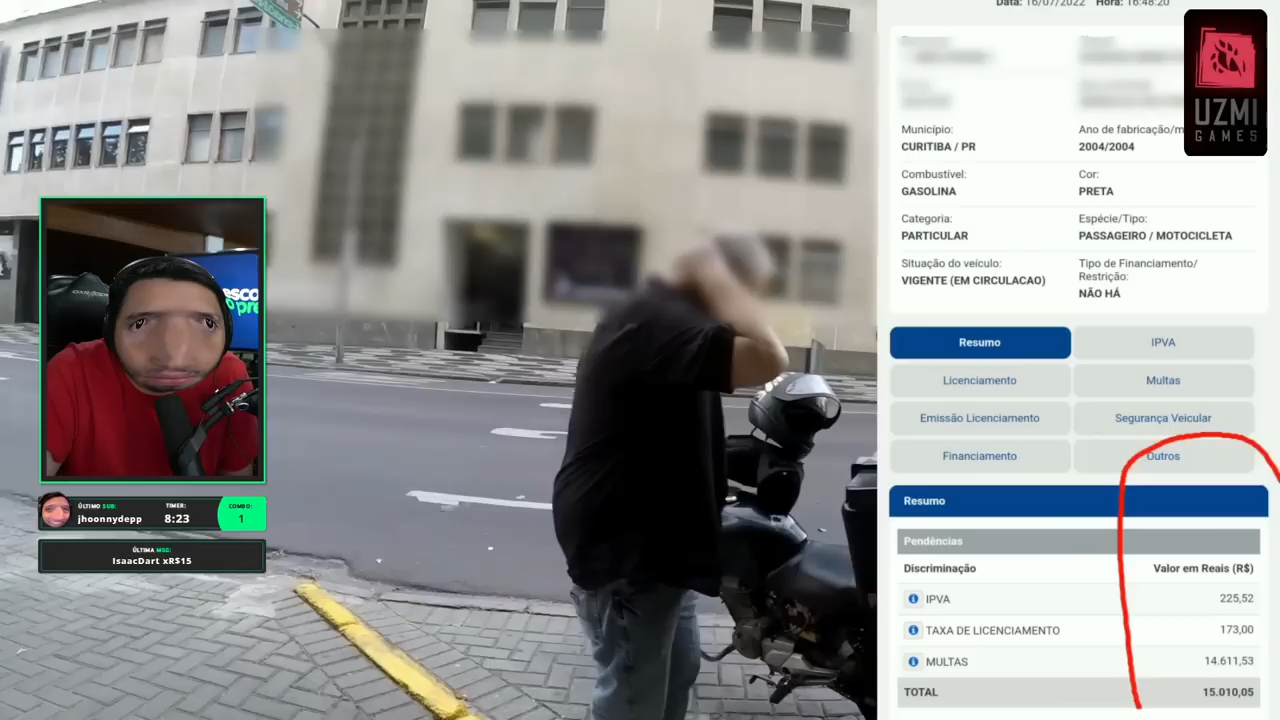 Data: 16/07/2022 Hora: 16:48:20
UZMI
GAMES
Município:
CURITIBA / PR
Ano de fabricação/m
2004/2004
Combustível:
GASOLINA
Cor:
PRETA
Categoria:
PARTICULAR
Espécie/Tipo:
PASSAGEIRO / MOTOCICLETA
Situação do veículo:
VIGENTE (EM CIRCULACAO)
Tipo de Financiamento/
Restrição:
NÃO HÁ
Resumo
IPVA
Licenciamento
Multas
Emissão Licenciamento
Segurança Veicular
Financiamento
Outros
Resumo
Pendências
Discriminação Valor em Reais (R$)
IPVA 225,52
TAXA DE LICENCIAMENTO 173,00
MULTAS 14.611,53
TOTAL 15.010,05
ÚLTIMO SUB:
jhoonnydepp
TIMER:
8:23
COMBO:
1
ÚLTIMA MSG:
IsaacDart xR$15